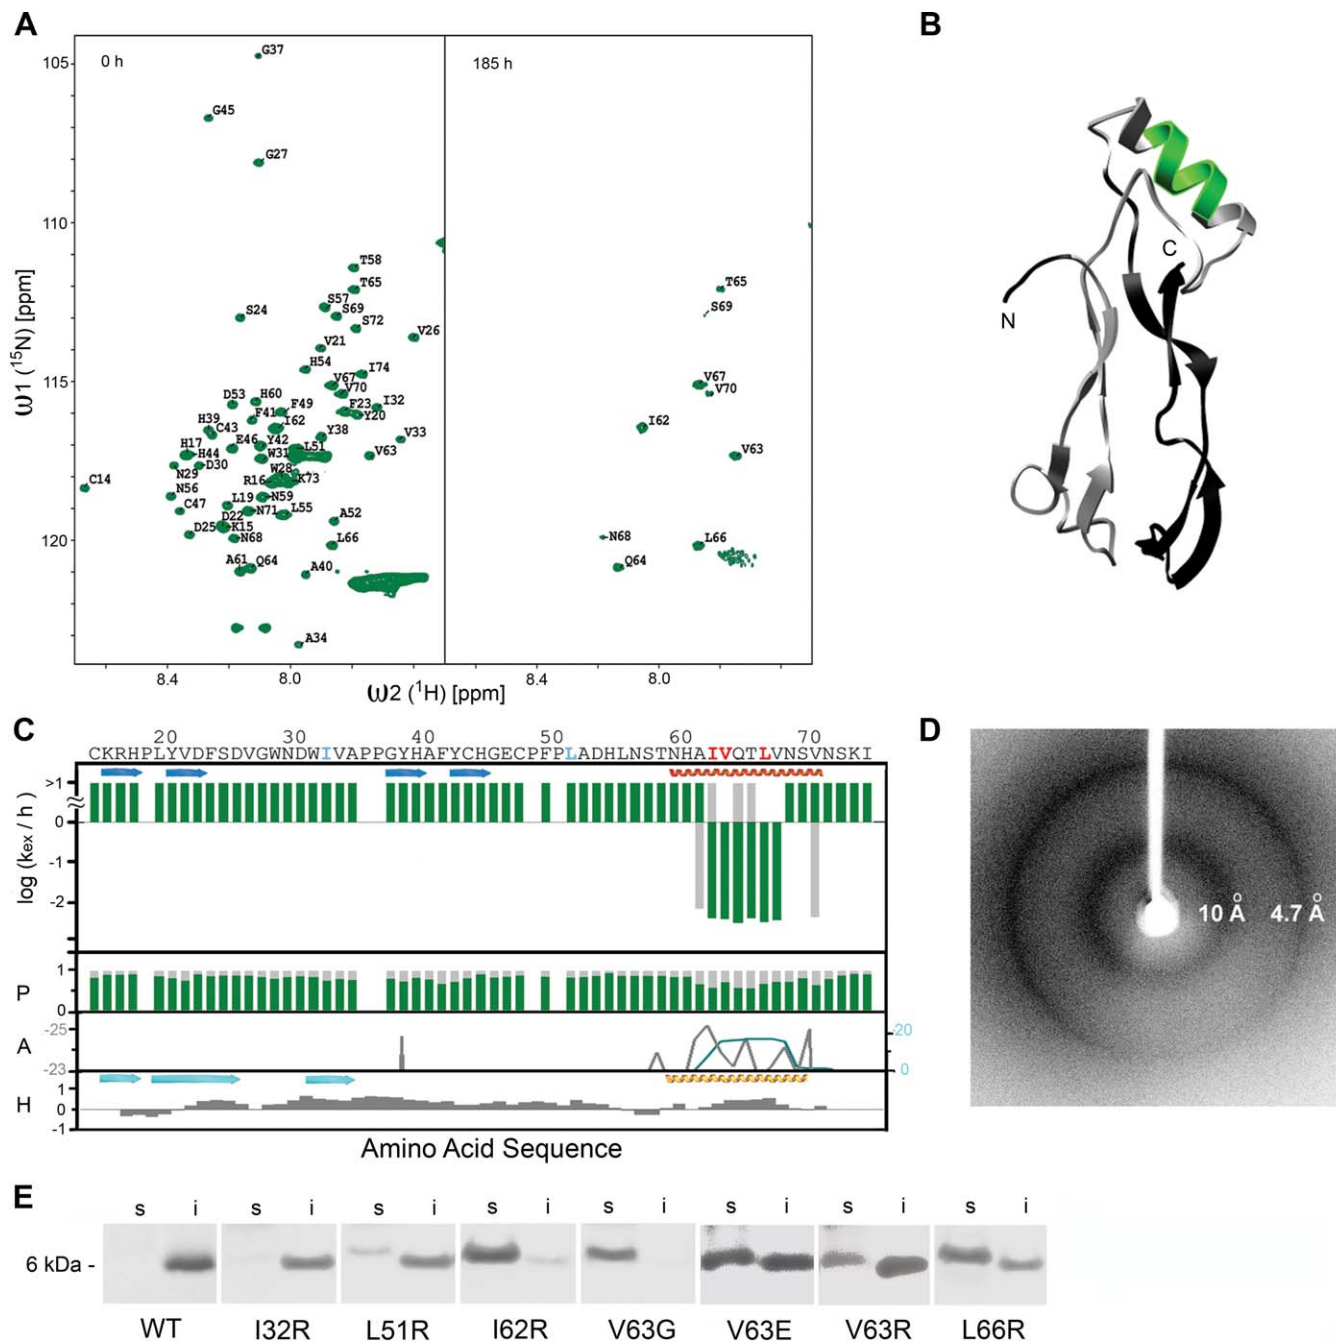 A
B
0 h
185 h
105
110
115
120
ω1 (¹⁵N) [ppm]
G37
G45
G27
T58
T65
S57
S69
S24
S72
V26
V21
H54
I74
V67
V70
D53
H60
F49
F23
I32
Y20
H39
F41
I62
C43
Y38
V33
H17
E46
Y42
L51
H44
W31
V63
D30
N29
W28
C14
R16
K73
N56
N59
L19
C47
N71
L55
D22
A52
D25
K15
N68
L66
A61
Q64
A40
A34
T65
S69
V67
V70
I62
V63
N68
L66
Q64
8.4
8.0
8.4
8.0
ω2 (¹H) [ppm]
N
C
C
20 30 40 50 60 70
CKRHPLYVDFSDVGWNDWIVAPPGYHAFYCHGECPFPLADHLNSTNHAIVQTLVNSVNSKI
>1
0
-1
-2
log (kex / h)
P
1
0
A
-25
-23
20
0
H
1
0
-1
Amino Acid Sequence
D
10 Å 4.7 Å
E
s i s i s i s i s i s i s i s i
6 kDa -
WT I32R L51R I62R V63G V63E V63R L66R